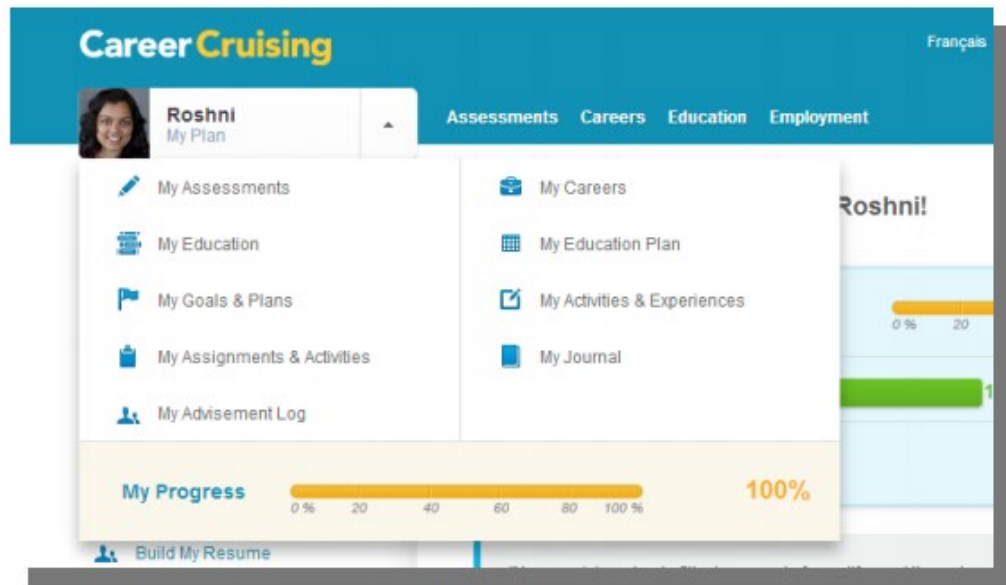 Career Cruising
Français
Roshni
My Plan
Assessments Careers Education Employment
My Assessments
My Careers
Roshni!
My Education
My Education Plan
My Goals & Plans
My Activities & Experiences
0 % 20
My Assignments & Activities
My Journal
1
My Advisement Log
My Progress
100%
0 % 20 40 60 80 100 %
Build My Resume